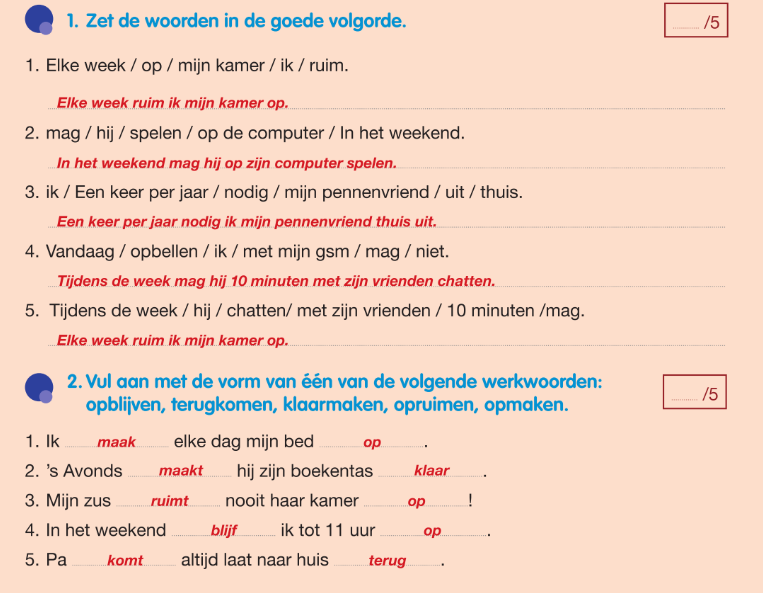 1. Zet de woorden in de goede volgorde.
......... /5
1. Elke week / op / mijn kamer / ik / ruim.
Elke week ruim ik mijn kamer op.
2. mag / hij / spelen / op de computer / In het weekend.
In het weekend mag hij op zijn computer spelen.
3. ik / Een keer per jaar / nodig / mijn pennenvriend / uit / thuis.
Een keer per jaar nodig ik mijn pennenvriend thuis uit.
4. Vandaag / opbellen / ik / met mijn gsm / mag / niet.
Tijdens de week mag hij 10 minuten met zijn vrienden chatten.
5. Tijdens de week / hij / chatten/ met zijn vrienden / 10 minuten /mag.
Elke week ruim ik mijn kamer op.
2. Vul aan met de vorm van één van de volgende werkwoorden:
opblijven, terugkomen, klaarmaken, opruimen, opmaken.
......... /5
1. Ik maak elke dag mijn bed op.
2. 's Avonds maakt hij zijn boekentas klaar.
3. Mijn zus ruimt nooit haar kamer op!
4. In het weekend blijf ik tot 11 uur op.
5. Pa komt altijd laat naar huis terug.